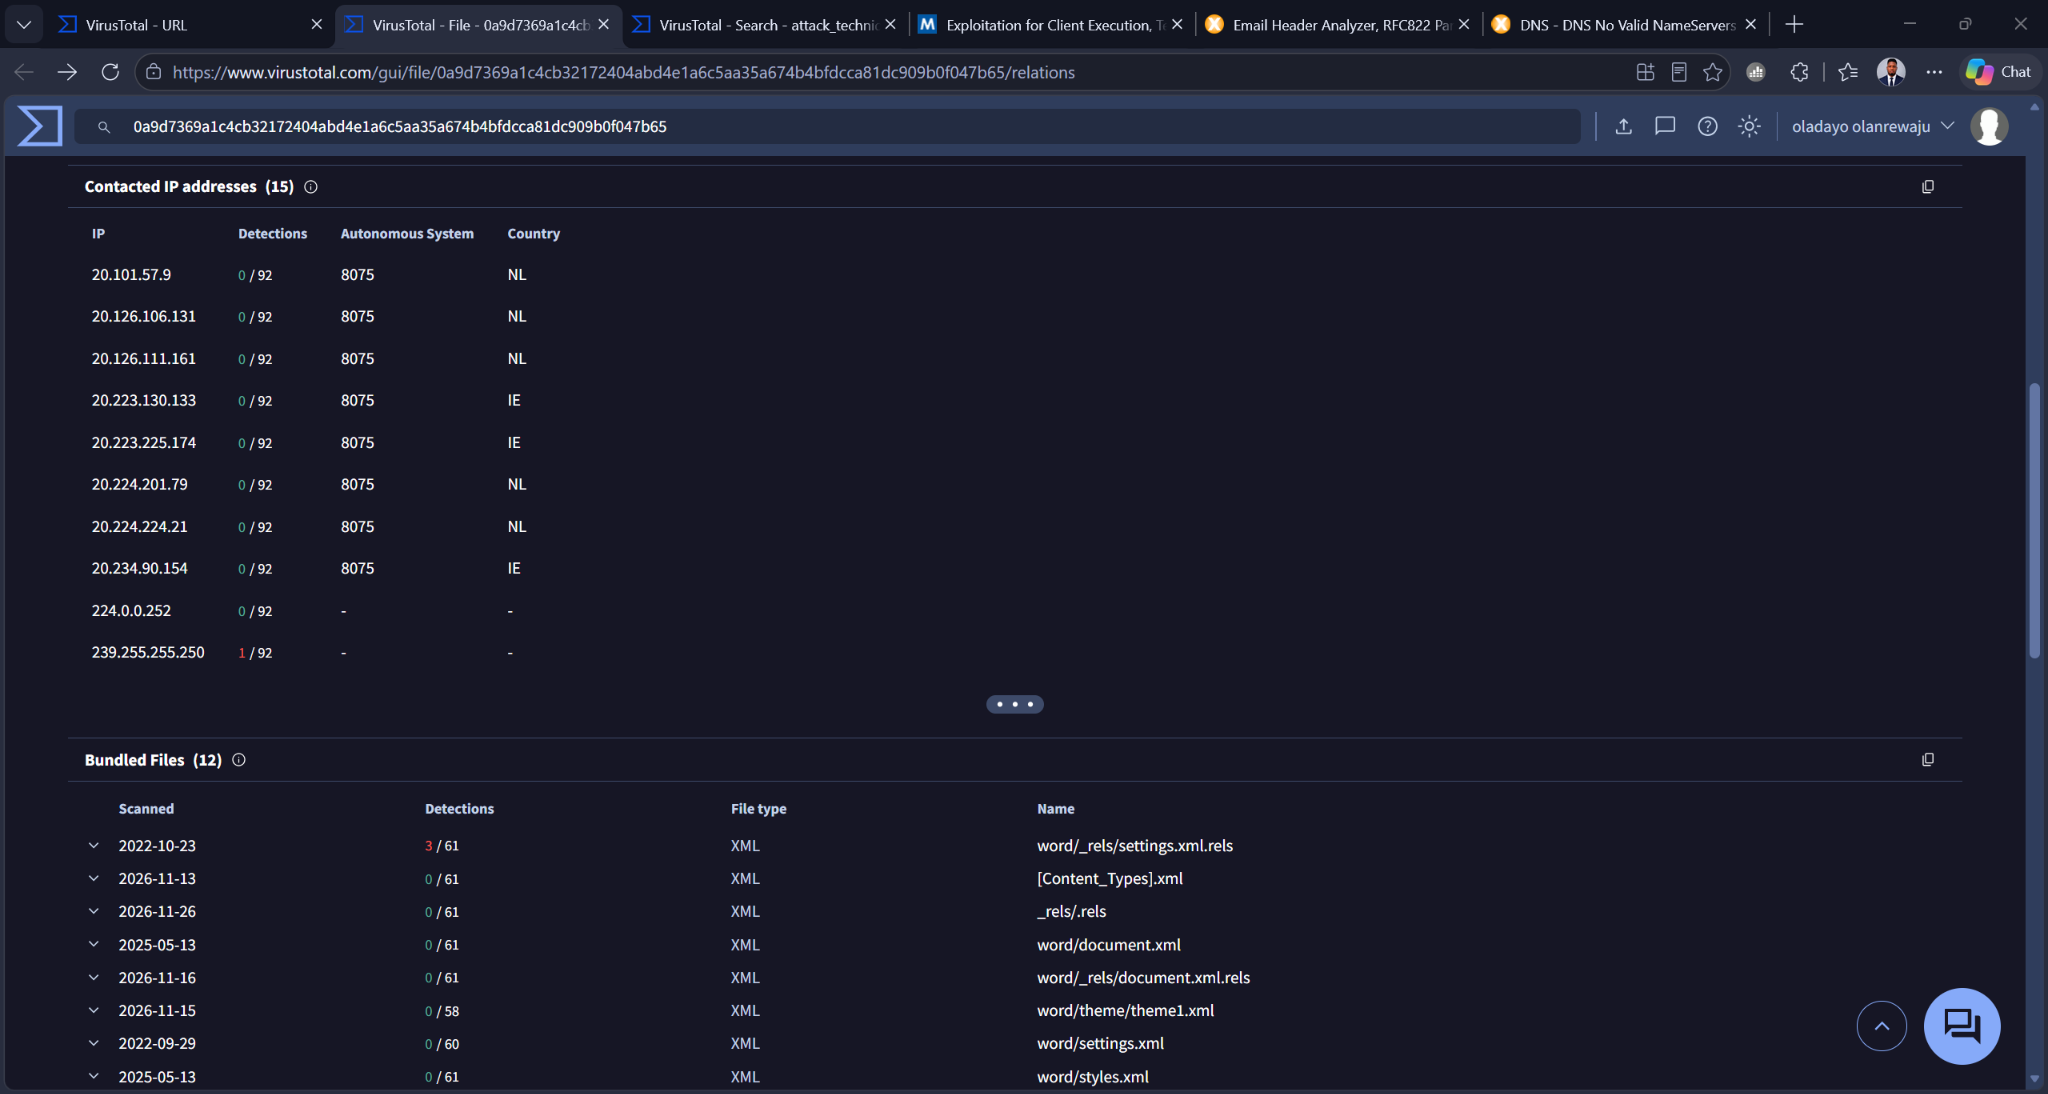 VirusTotal - URL
VirusTotal - File - 0a9d7369a1c4cb
VirusTotal - Search - attack_technic
Exploitation for Client Execution, T
Email Header Analyzer, RFC822 Pa
DNS - DNS No Valid NameServers
https://www.virustotal.com/gui/file/0a9d7369a1c4cb32172404abd4e1a6c5aa35a674b4bfdcca81dc909b0f047b65/relations
Chat
0a9d7369a1c4cb32172404abd4e1a6c5aa35a674b4bfdcca81dc909b0f047b65
oladayo olanrewaju
Contacted IP addresses (15)
IP Detections Autonomous System Country
20.101.57.9 0 / 92 8075 NL
20.126.106.131 0 / 92 8075 NL
20.126.111.161 0 / 92 8075 NL
20.223.130.133 0 / 92 8075 IE
20.223.225.174 0 / 92 8075 IE
20.224.201.79 0 / 92 8075 NL
20.224.224.21 0 / 92 8075 NL
20.234.90.154 0 / 92 8075 IE
224.0.0.252 0 / 92 - -
239.255.255.250 1 / 92 - -
Bundled Files (12)
Scanned Detections File type Name
2022-10-23 3 / 61 XML word/_rels/settings.xml.rels
2026-11-13 0 / 61 XML [Content_Types].xml
2026-11-26 0 / 61 XML _rels/.rels
2025-05-13 0 / 61 XML word/document.xml
2026-11-16 0 / 61 XML word/_rels/document.xml.rels
2026-11-15 0 / 58 XML word/theme/theme1.xml
2022-09-29 0 / 60 XML word/settings.xml
2025-05-13 0 / 61 XML word/styles.xml